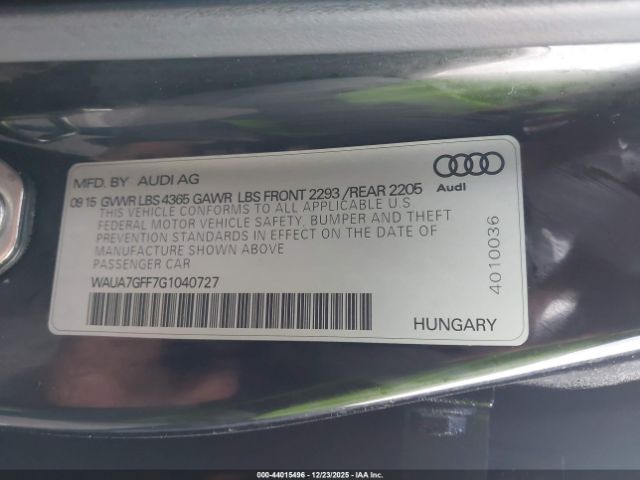 MFD. BY AUDI AG
09 15 GVWR LBS 4365 GAWR LBS FRONT 2293 /REAR 2205
THIS VEHICLE CONFORMS TO ALL APPLICABLE U.S
FEDERAL MOTOR VEHICLE SAFETY, BUMPER AND THEFT
PREVENTION STANDARDS IN EFFECT ON THE DATE OF
MANUFACTURE SHOWN ABOVE
PASSENGER CAR
WAUA7GFF7G1040727
Audi
4010036
HUNGARY
000-44015496 - 12/23/2025 - IAAI Inc.